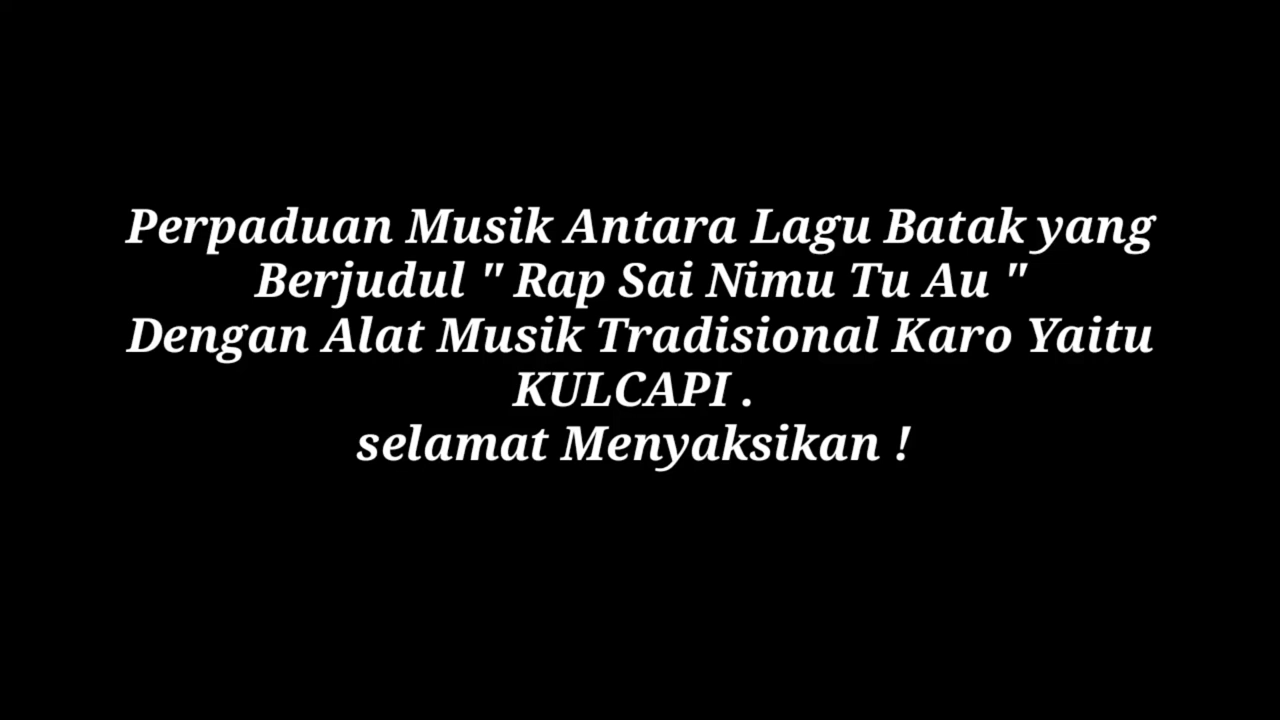 Perpaduan Musik Antara Lagu Batak yang
Berjudul " Rap Sai Nimu Tu Au "
Dengan Alat Musik Tradisional Karo Yaitu
KULCAPI .
selamat Menyaksikan !